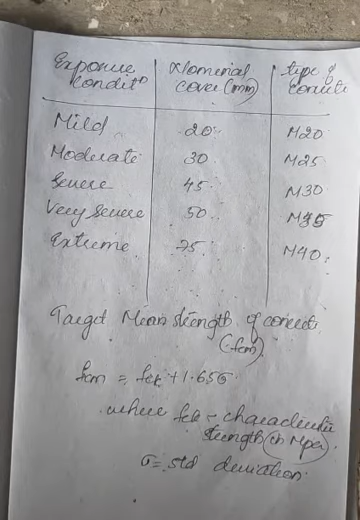 Exposure Nominal type of
Conditn cover (mm) Concrete
Mild 20 M20
Moderate 30 M25
Severe 45 M30
Very severe 50 M35
Extreme 75 M40
Target Mean strength of concrete
(fcm)
fcm = fck + 1.65σ
where fck = characteristic
strength (in Mpa)
σ = std deviation